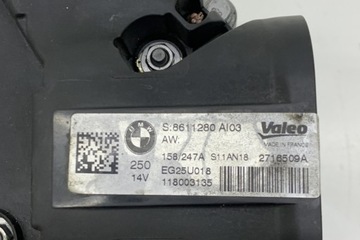 S:8611280 AI03
AW:
Valeo
MADE IN FRANCE
158/247A S11AN18 2716509A
250
14V
EG25U018
118003135